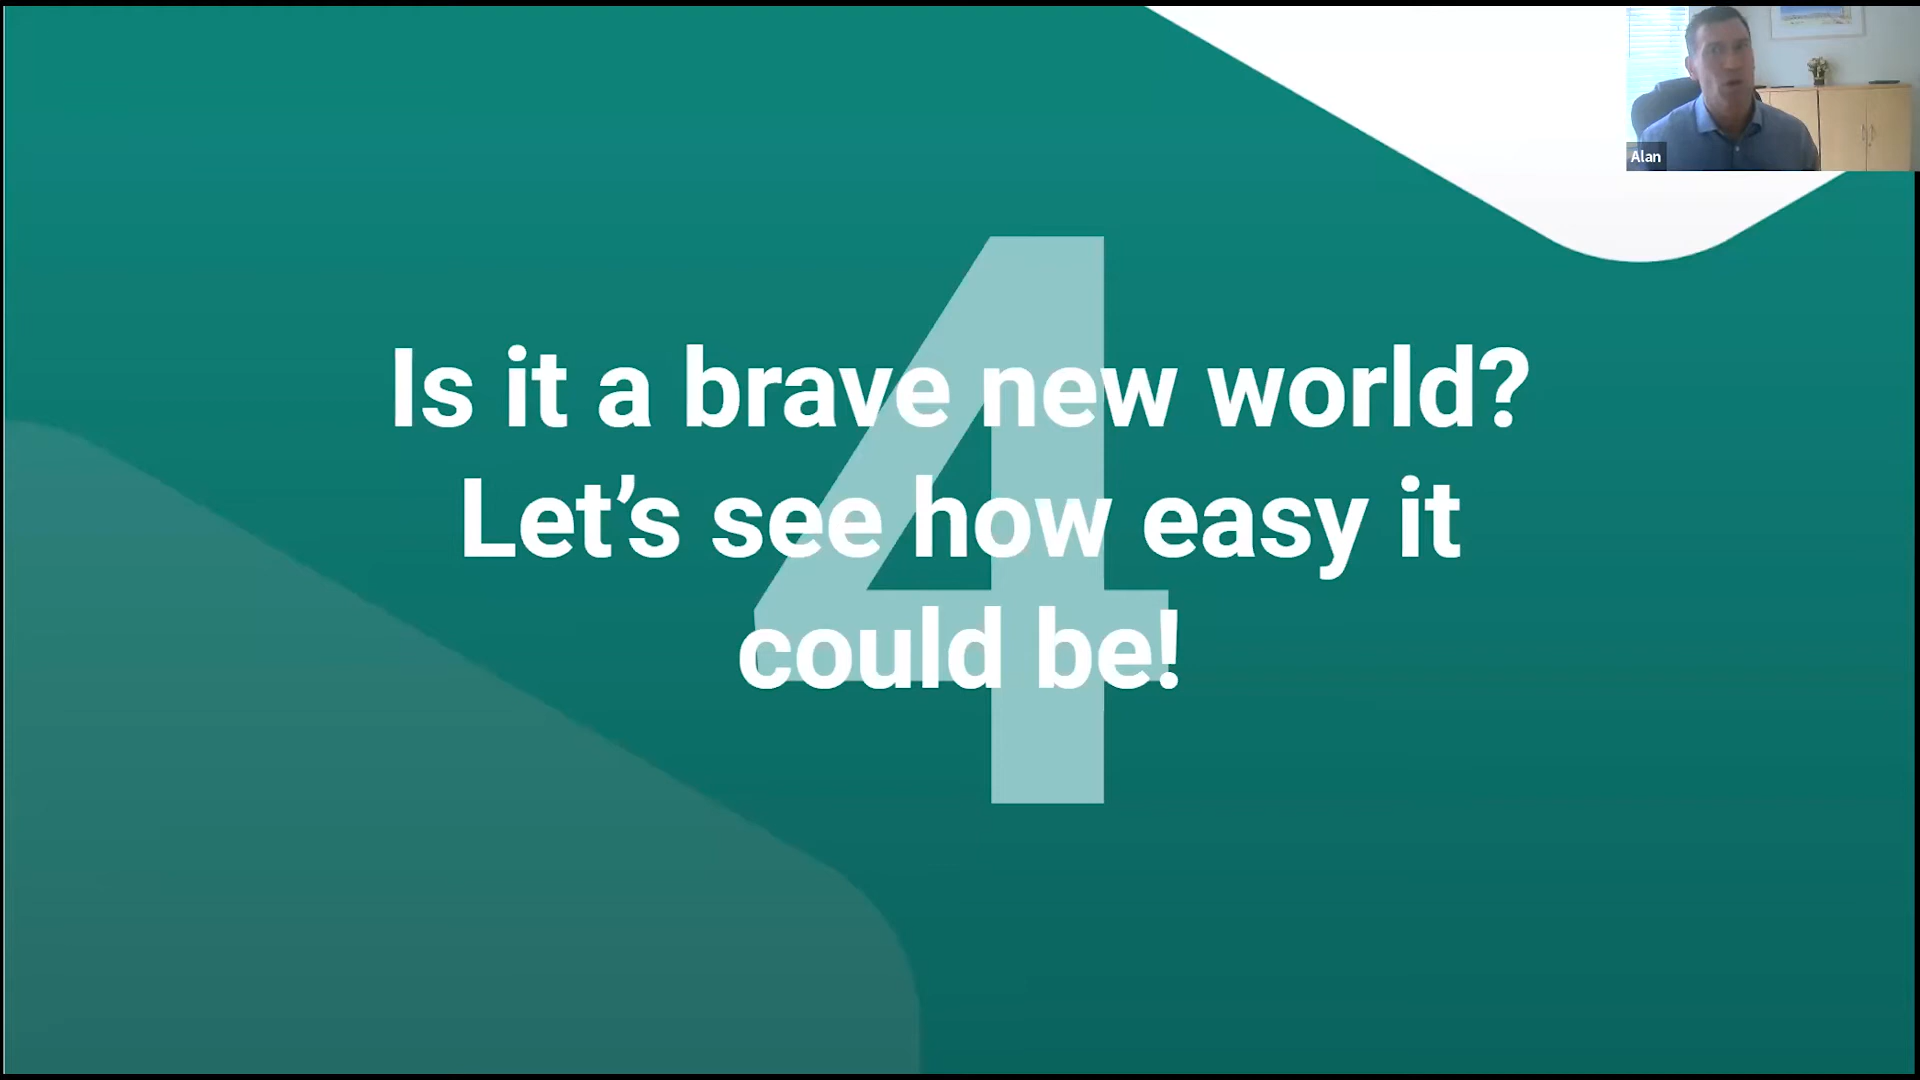 Alan
4
Is it a brave new world?
Let’s see how easy it
could be!